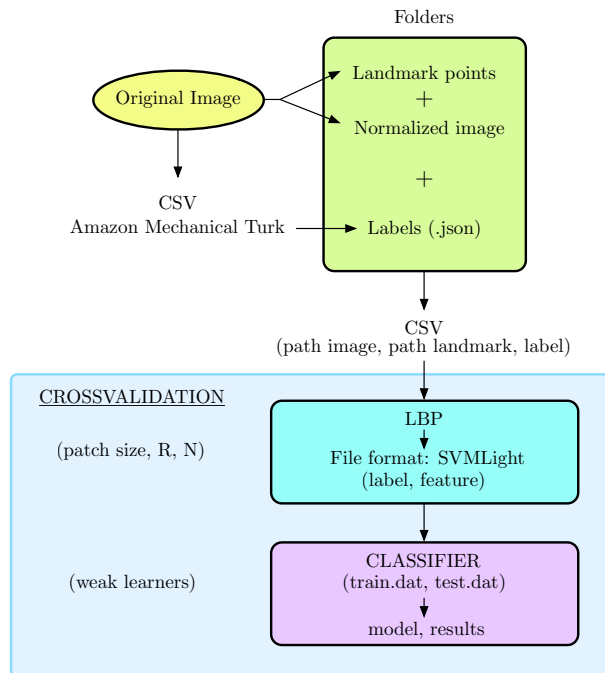 Folders
Original Image
Landmark points
+
Normalized image
+
CSV
Amazon Mechanical Turk
Labels (.json)
CSV
(path image, path landmark, label)
CROSSVALIDATION
(patch size, R, N)
LBP
File format: SVMLight
(label, feature)
(weak learners)
CLASSIFIER
(train.dat, test.dat)
model, results